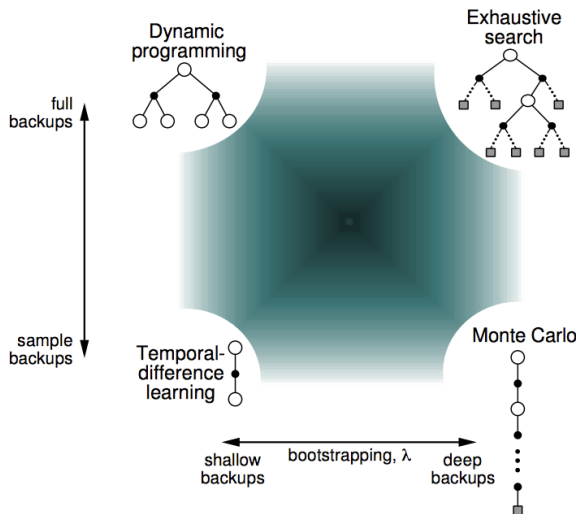 Dynamic
programming
Exhaustive
search
full
backups
sample
backups
Temporal-
difference
learning
Monte Carlo
bootstrapping, λ
shallow
backups
deep
backups